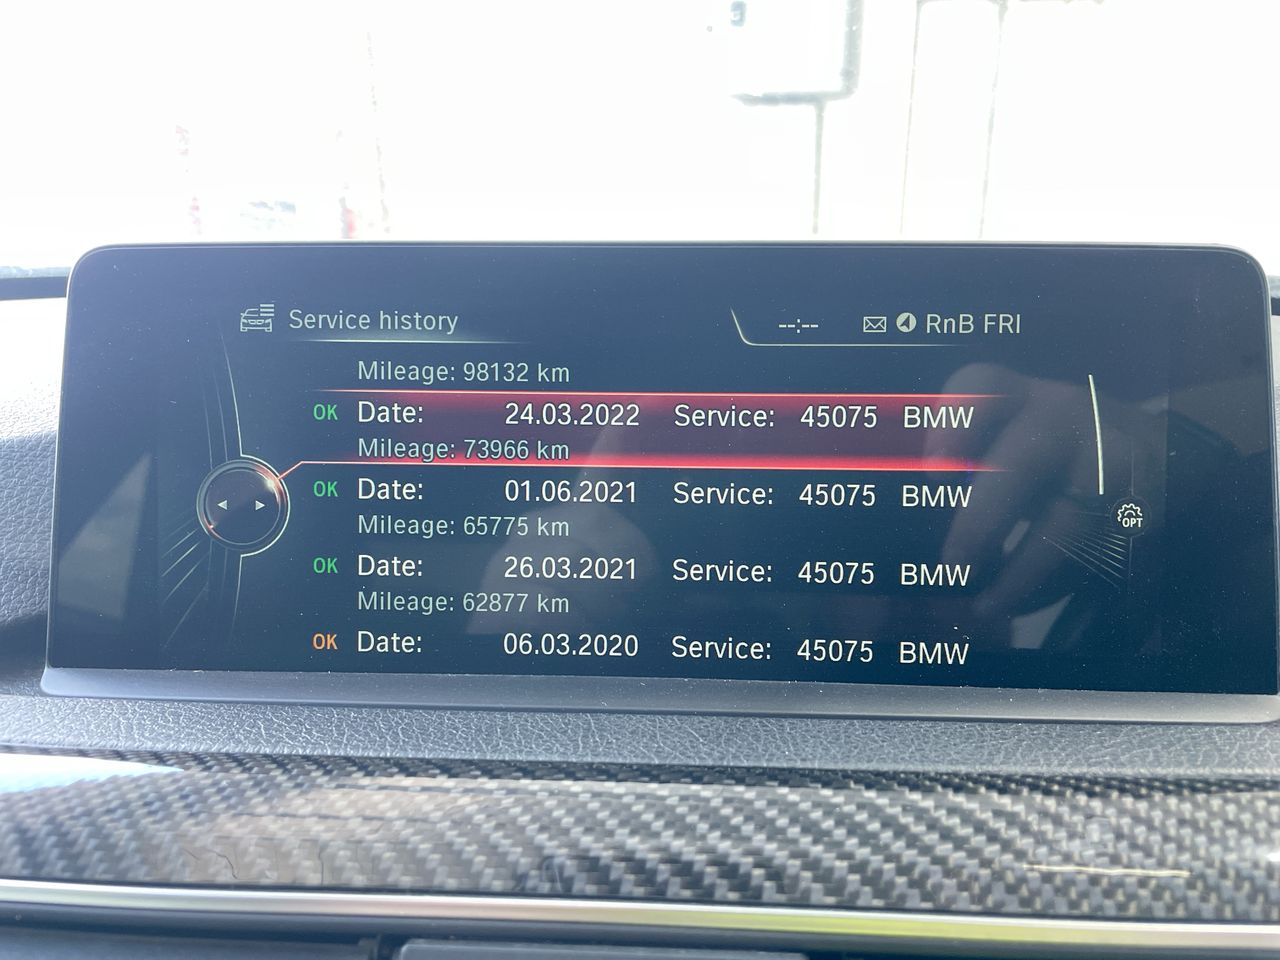 Service history --:-- RnB FRI
Mileage: 98132 km
OK Date: 24.03.2022 Service: 45075 BMW
Mileage: 73966 km
OK Date: 01.06.2021 Service: 45075 BMW
Mileage: 65775 km
OK Date: 26.03.2021 Service: 45075 BMW
Mileage: 62877 km
OK Date: 06.03.2020 Service: 45075 BMW
OPT